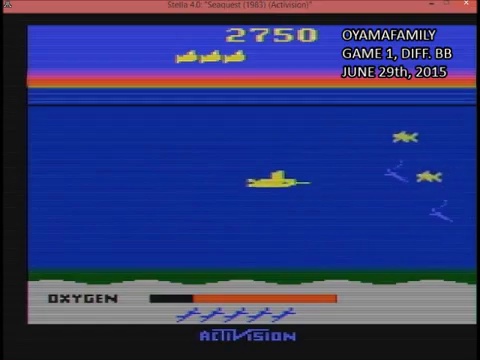 Stella 4.0: "Seaquest (1983) (Activision)"
2750
OYAMAFAMILY
GAME 1, DIFF. BB
JUNE 29th, 2015
OXYGEN
ACTIVISION